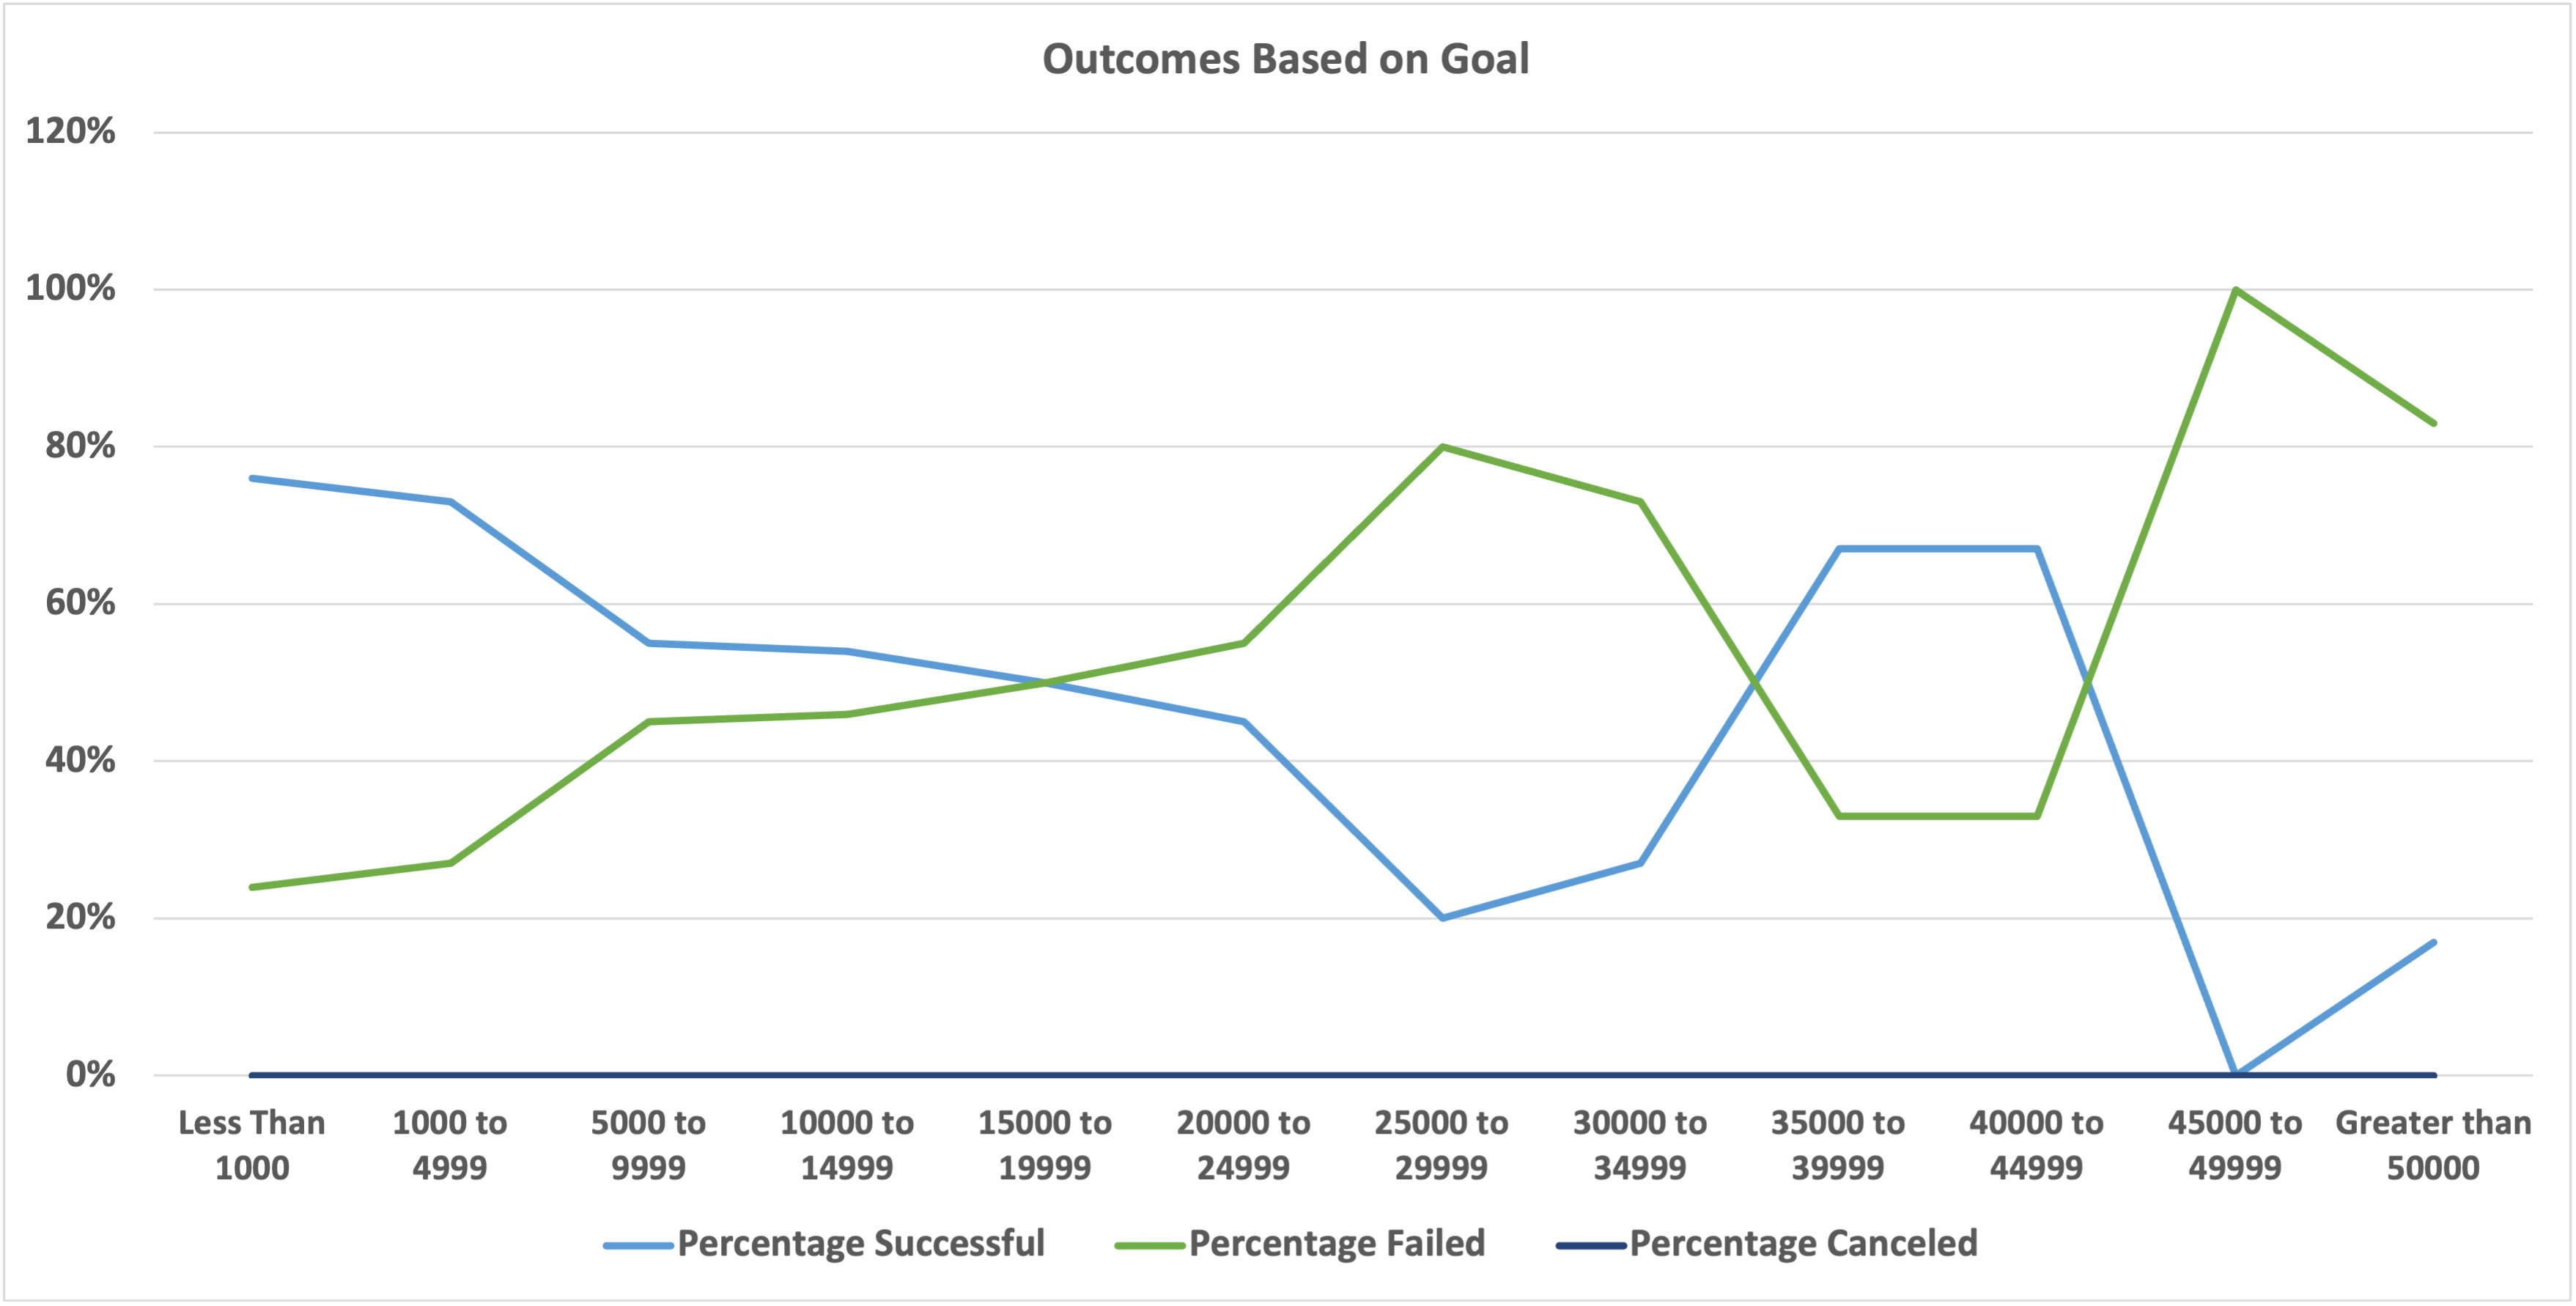 Outcomes Based on Goal
120%
100%
80%
60%
40%
20%
0%
Less Than 1000 to 5000 to 10000 to 15000 to 20000 to 25000 to 30000 to 35000 to 40000 to 45000 to Greater than
1000 4999 9999 14999 19999 24999 29999 34999 39999 44999 49999 50000
Percentage Successful Percentage Failed Percentage Canceled